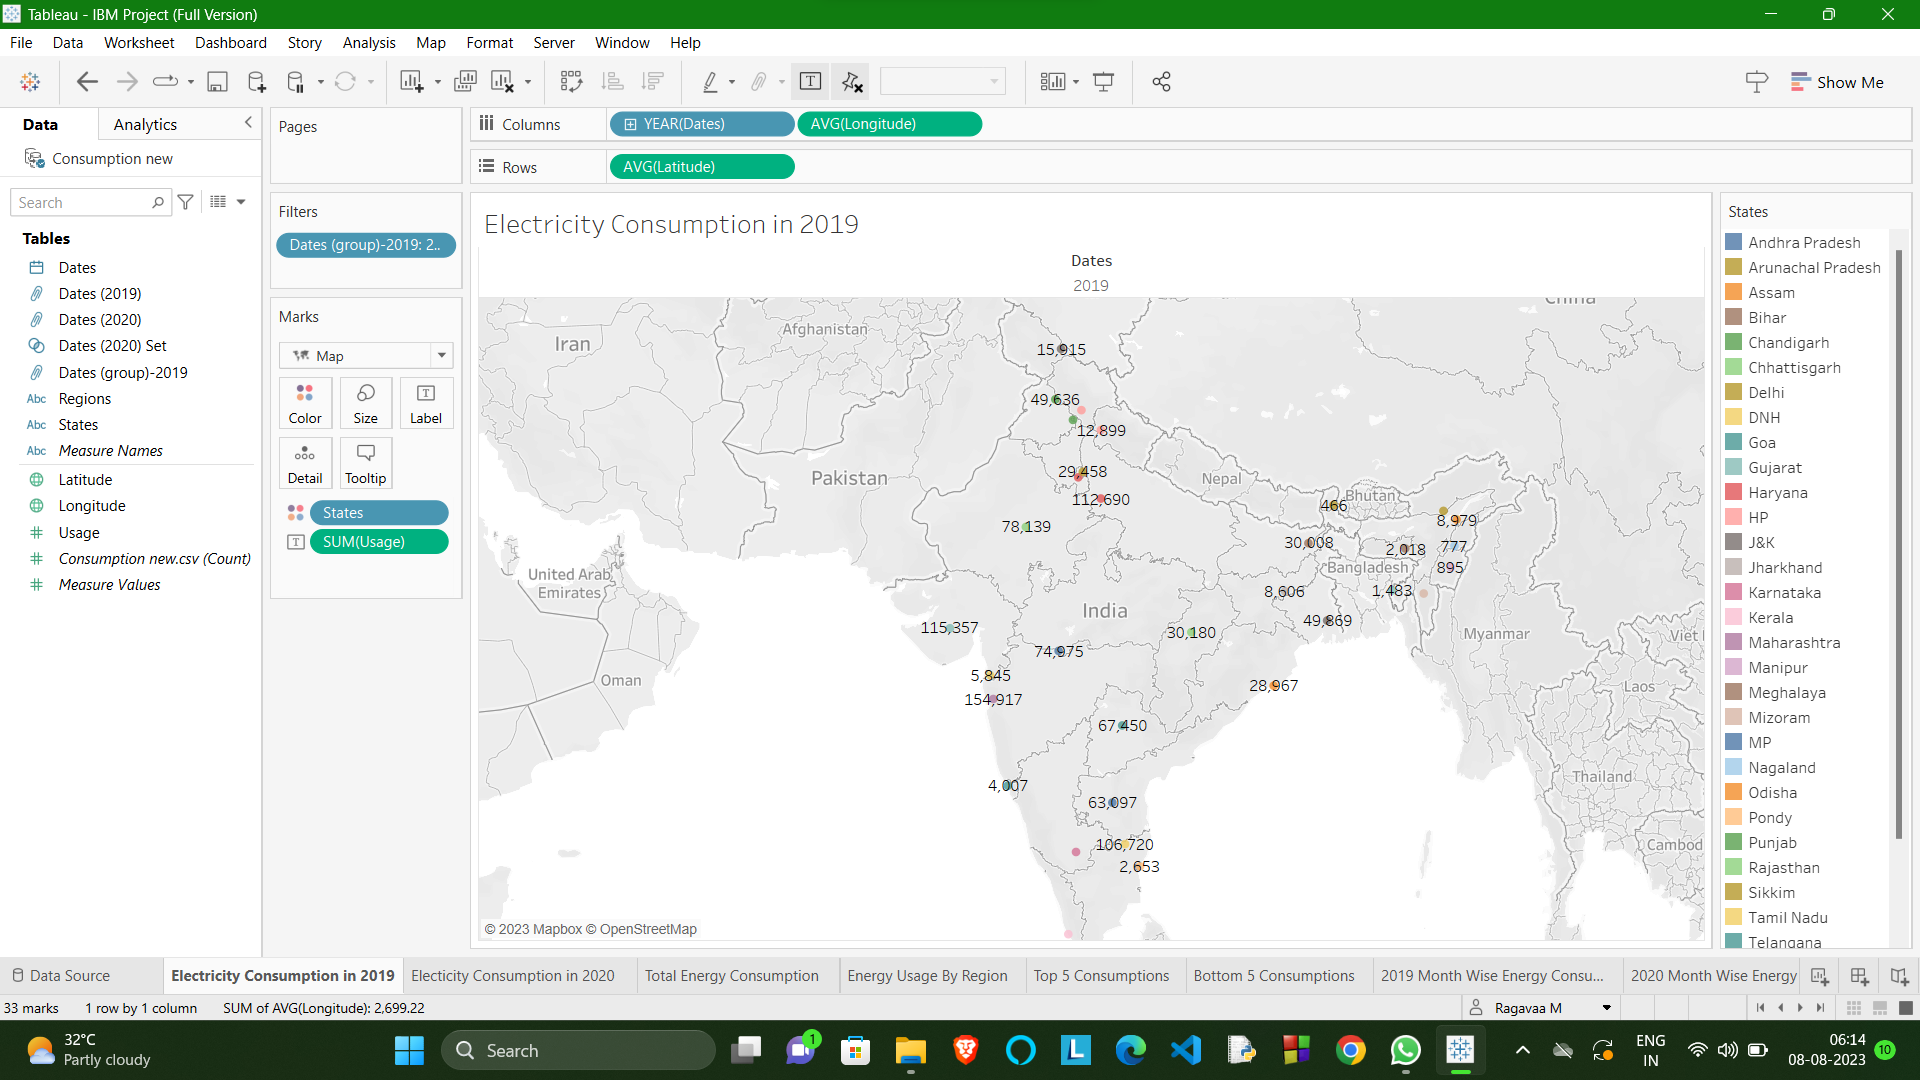 Tableau - IBM Project (Full Version)
File Data Worksheet Dashboard Story Analysis Map Format Server Window Help
Show Me
Data Analytics
Consumption new
Search
Tables
Dates
Dates (2019)
Dates (2020)
Dates (2020) Set
Dates (group)-2019
Abc Regions
Abc States
Abc Measure Names
Latitude
Longitude
Usage
Consumption new.csv (Count)
Measure Values
Pages
Filters
Dates (group)-2019: 2..
Marks
Map
Color Size Label
Detail Tooltip
States
SUM(Usage)
Columns YEAR(Dates) AVG(Longitude)
Rows AVG(Latitude)
Electricity Consumption in 2019
Dates
2019
China
Afghanistan
Iran
15,915
49,636
12,899
29,458
Pakistan
Nepal
112,690
466
Bhutan
8,979
78,139
30,008
2,018
777
Bangladesh
895
United Arab
Emirates
8,606
1,483
India
49,869
115,357
30,180
Myanmar
Viet
74,975
5,845
Oman
28,967
Laos
154,917
67,450
Thailand
4,007
63,097
106,720
Cambod
2,653
© 2023 Mapbox © OpenStreetMap
States
Andhra Pradesh
Arunachal Pradesh
Assam
Bihar
Chandigarh
Chhattisgarh
Delhi
DNH
Goa
Gujarat
Haryana
HP
J&K
Jharkhand
Karnataka
Kerala
Maharashtra
Manipur
Meghalaya
Mizoram
MP
Nagaland
Odisha
Pondy
Punjab
Rajasthan
Sikkim
Tamil Nadu
Telangana
Data Source Electricity Consumption in 2019 Electicity Consumption in 2020 Total Energy Consumption Energy Usage By Region Top 5 Consumptions Bottom 5 Consumptions 2019 Month Wise Energy Consu... 2020 Month Wise Energy
33 marks 1 row by 1 column SUM of AVG(Longitude): 2,699.22 Ragavaa M
32°C
Partly cloudy
Search
1
L
ENG
IN
06:14
08-08-2023
10